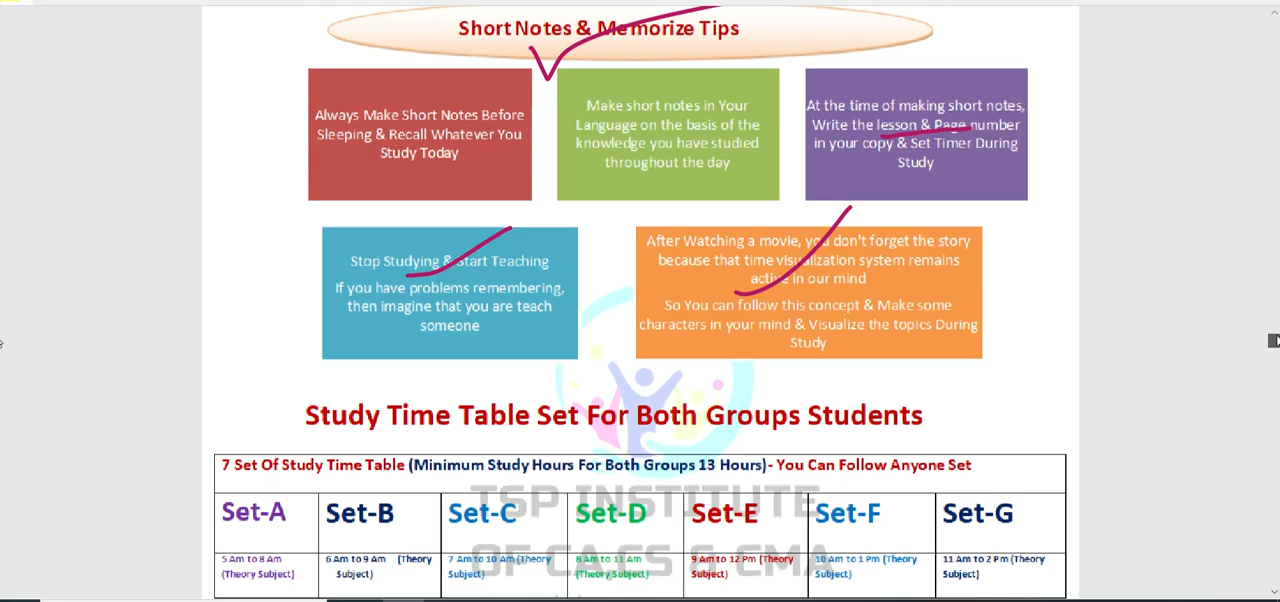 Short Notes & Memorize Tips
Always Make Short Notes Before
Sleeping & Recall Whatever You
Study Today
Make short notes in Your
Language on the basis of the
knowledge you have studied
throughout the day
At the time of making short notes,
Write the lesson & Page number
in your copy & Set Timer During
Study
Stop Studying & Start Teaching
If you have problems remembering,
then imagine that you are teach
someone
After Watching a movie, you don't forget the story
because that time visualization system remains
active in our mind
So You can follow this concept & Make some
characters in your mind & Visualize the topics During
Study
Study Time Table Set For Both Groups Students
7 Set Of Study Time Table (Minimum Study Hours For Both Groups 13 Hours)- You Can Follow Anyone Set
TSP INSTITUTE
OF CA,CS & CMA
Set-A
Set-B
Set-C
Set-D
Set-E
Set-F
Set-G
5 Am to 8 Am
(Theory Subject)
6 Am to 9 Am (Theory
Subject)
7 Am to 10 Am (Theory
Subject)
8 Am to 11 Am
(Theory Subject)
9 Am to 12 Pm (Theory
Subject)
10 Am to 1 Pm (Theory
Subject)
11 Am to 2 Pm (Theory
Subject)